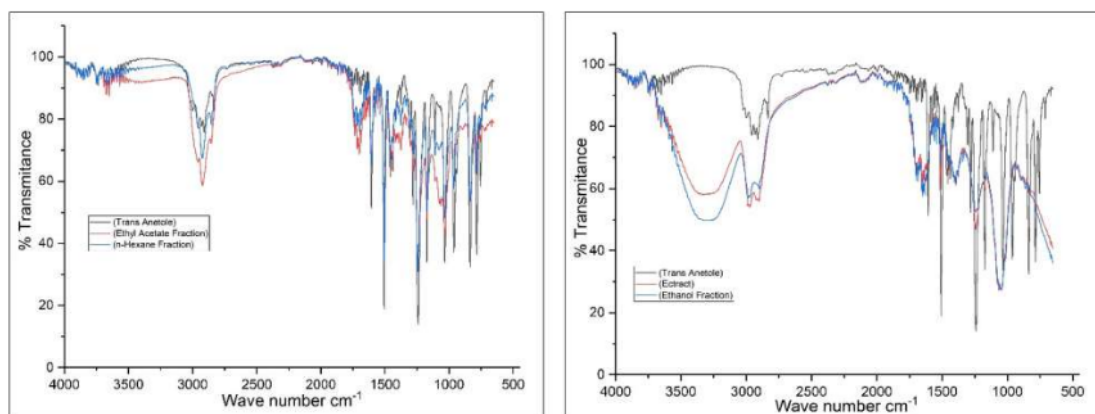 100
80
60
40
20
0
% Transmitance
(Trans Anetole)
(Ethyl Acetate Fraction)
(n-Hexane Fraction)
4000 3500 3000 2500 2000 1500 1000 500
Wave number cm-1
100
80
60
40
20
0
% Transmitance
(Trans Anetole)
(Ectract)
(Ethanol Fraction)
4000 3500 3000 2500 2000 1500 1000 500
Wave number cm-1